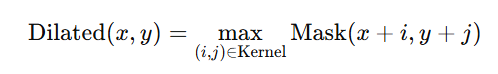 Dilated(x, y) = max Mask(x + i, y + j)
(i,j)∈Kernel